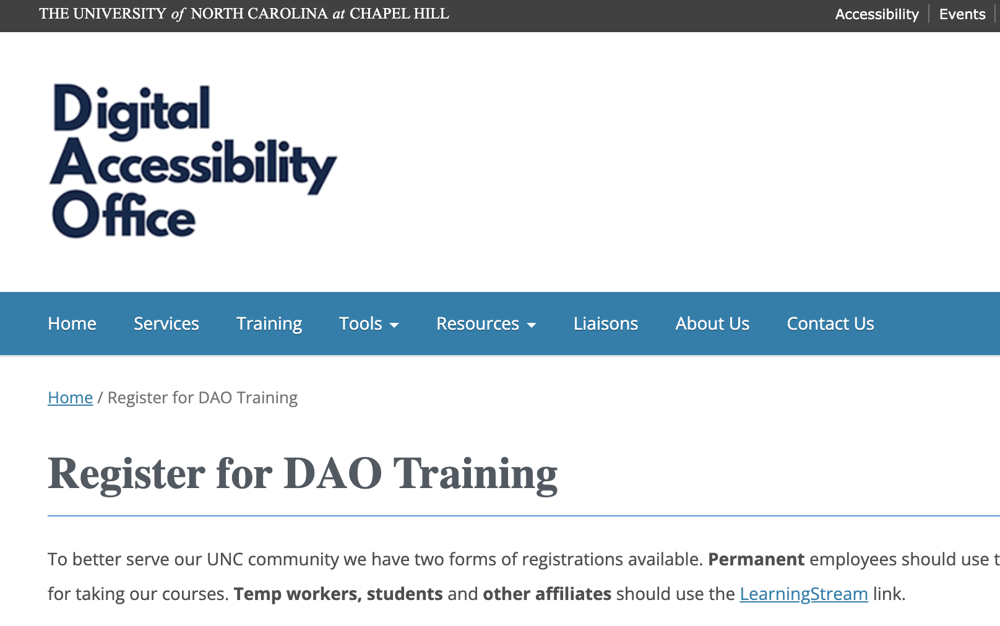 THE UNIVERSITY of NORTH CAROLINA at CHAPEL HILL
Accessibility
Events
Digital
Accessibility
Office
Home
Services
Training
Tools
Resources
Liaisons
About Us
Contact Us
Home / Register for DAO Training
Register for DAO Training
To better serve our UNC community we have two forms of registrations available. Permanent employees should use
for taking our courses. Temp workers, students and other affiliates should use the LearningStream link.